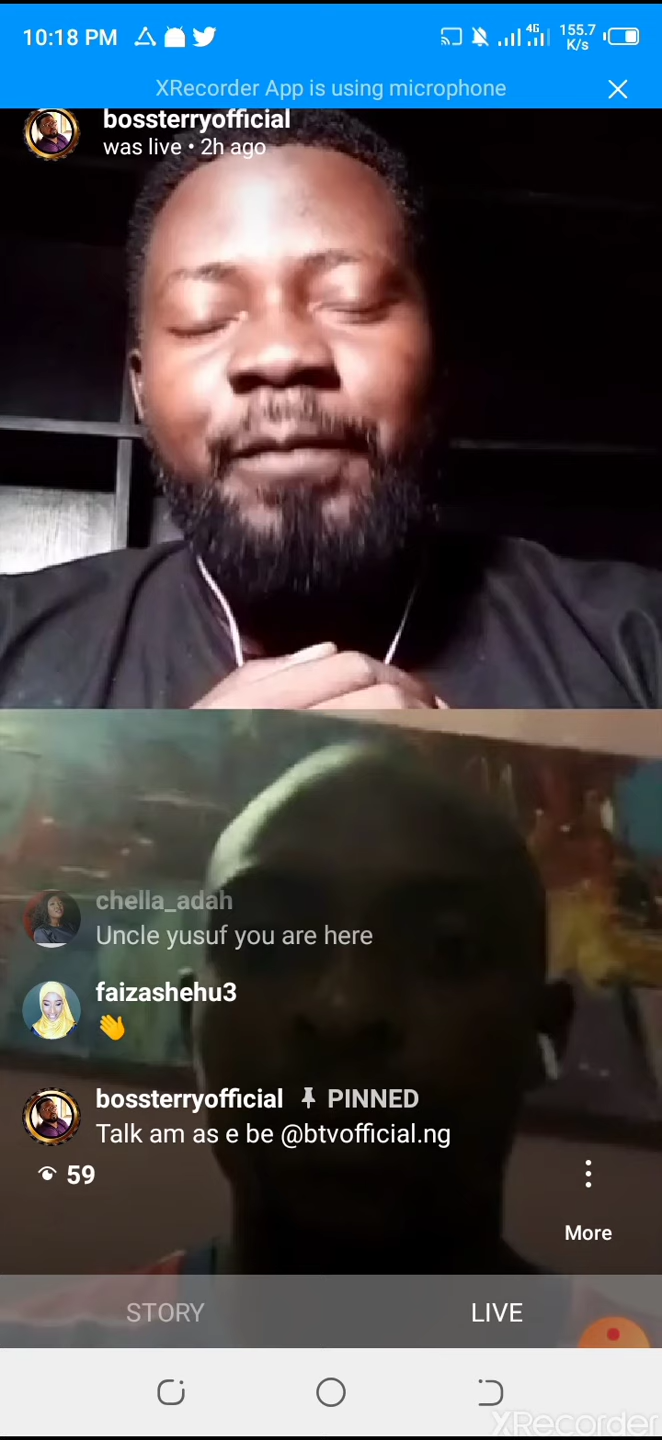 10:18 PM
4G
155.7
K/s
XRecorder App is using microphone
bossterryofficial
was live • 2h ago
chella_adah
Uncle yusuf you are here
faizashehu3
👋
bossterryofficial PINNED
Talk am as e be @btvofficial.ng
59
More
STORY
LIVE
XRecorder